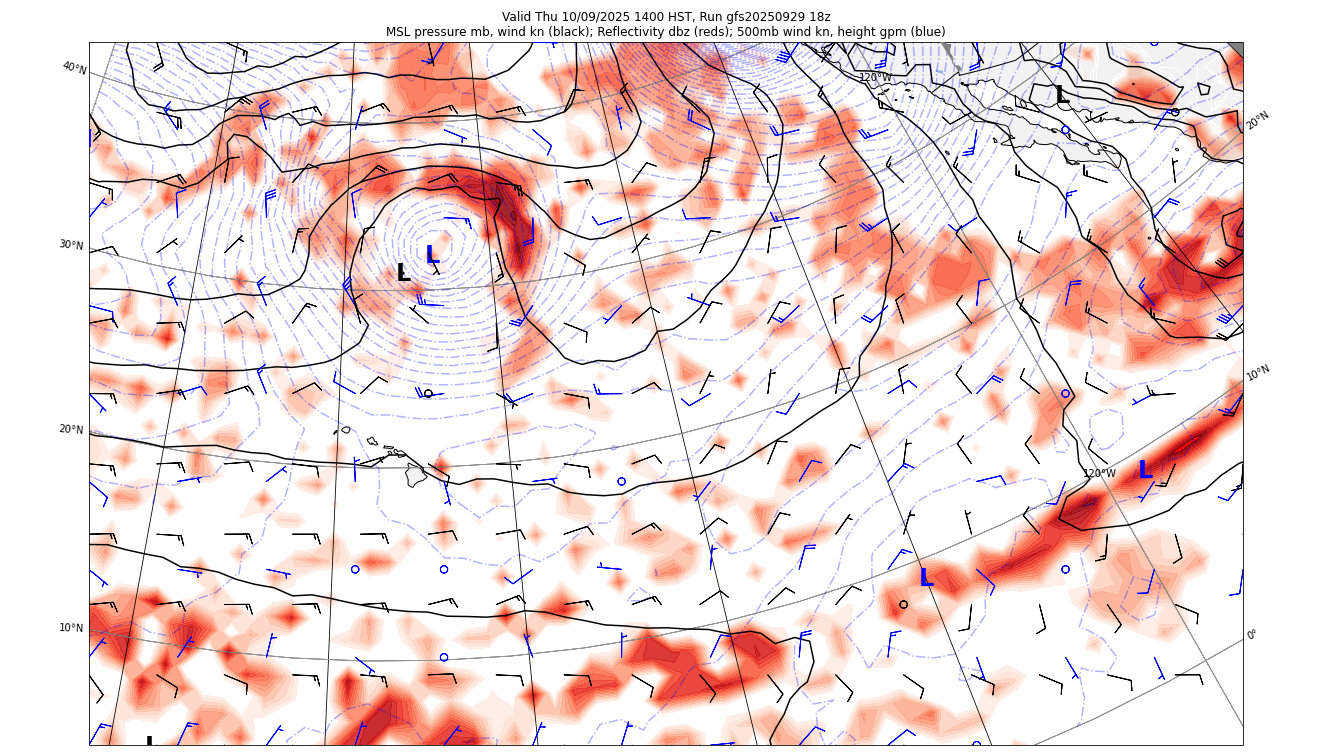 Valid Thu 10/09/2025 1400 HST, Run gfs20250929 18z
MSL pressure mb, wind kn (black); Reflectivity dbz (reds); 500mb wind kn, height gpm (blue)
40°N
120°W
L
20°N
30°N
L
L
10°N
20°N
120°W
L
L
10°N
0°
L